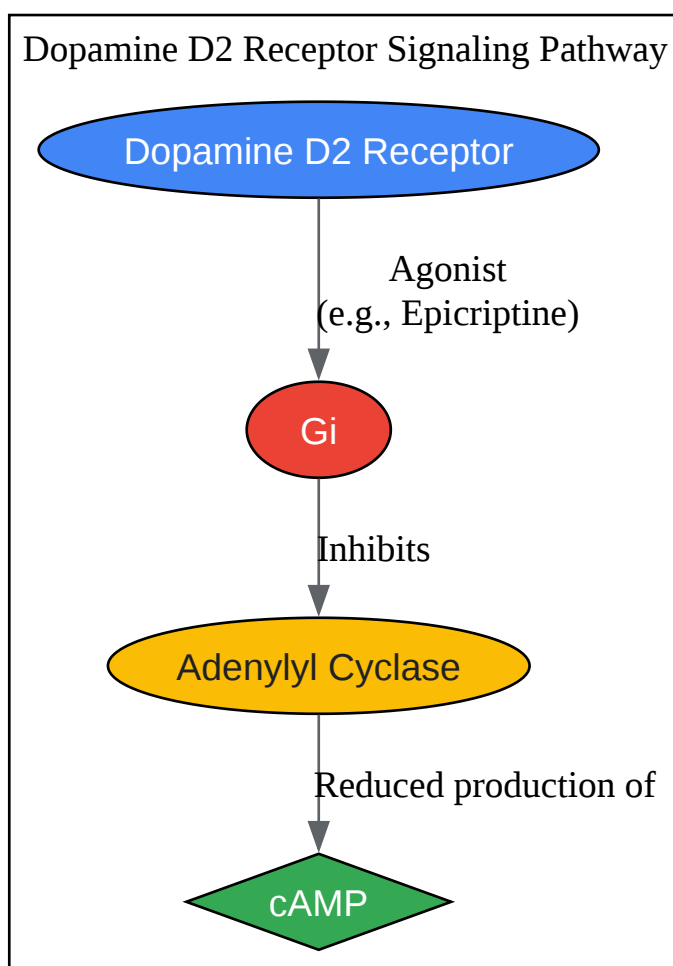 Dopamine D2 Receptor Signaling Pathway
Dopamine D2 Receptor
Agonist
(e.g., Epicriptine)
Gi
Inhibits
Adenylyl Cyclase
Reduced production of
cAMP